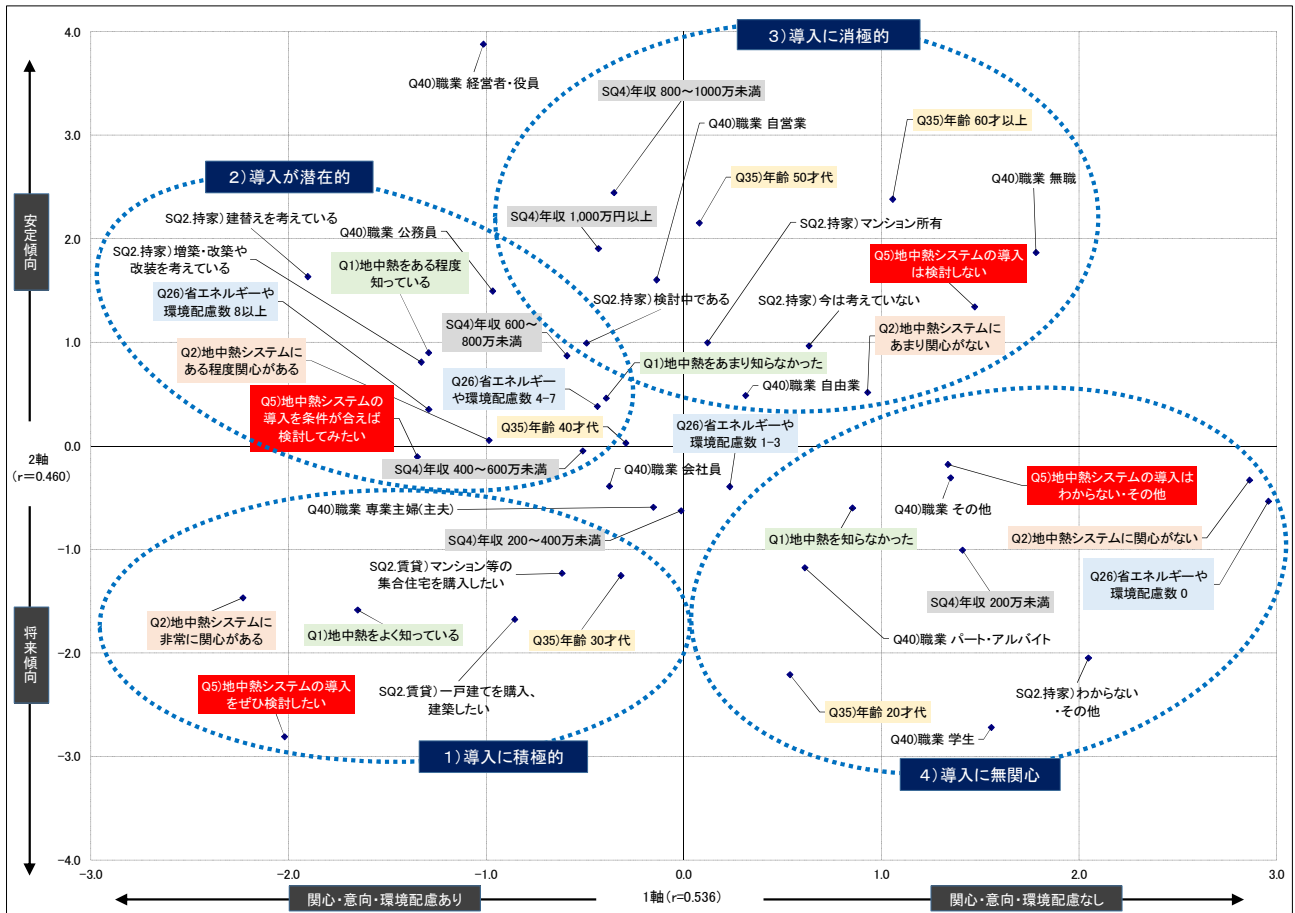 4.0
3.0
2.0
1.0
0.0
-1.0
-2.0
-3.0
-4.0
安定傾向
2軸
(r=0.460)
将来傾向
3)導入に消極的
Q40)職業 経営者・役員
SQ4)年収 800~1000万未満
Q40)職業 自営業
Q35)年齢 60才以上
2)導入が潜在的
Q35)年齢 50才代
Q40)職業 無職
SQ2.持家)建替えを考えている
SQ4)年収 1,000万円以上
SQ2.持家)マンション所有
Q40)職業 公務員
SQ2.持家)増築・改築や
改装を考えている
Q1)地中熱をある程度
知っている
Q5)地中熱システムの導入
は検討しない
Q26)省エネルギーや
環境配慮数 8以上
SQ2.持家)検討中である
SQ2.持家)今は考えていない
SQ4)年収 600~
800万未満
Q2)地中熱システムに
あまり関心がない
Q2)地中熱システムに
ある程度関心がある
Q1)地中熱をあまり知らなかった
Q26)省エネルギー
や環境配慮数 4-7
Q40)職業 自由業
Q5)地中熱システムの
導入を条件が合えば
検討してみたい
Q35)年齢 40才代
Q26)省エネルギーや
環境配慮数 1-3
SQ4)年収 400~600万未満
Q40)職業 会社員
Q5)地中熱システムの導入は
わからない・その他
Q40)職業 専業主婦(主夫)
Q40)職業 その他
SQ4)年収 200~400万未満
Q1)地中熱を知らなかった
Q2)地中熱システムに関心がない
SQ2.賃貸)マンション等の
集合住宅を購入したい
Q26)省エネルギーや
環境配慮数 0
SQ4)年収 200万未満
Q2)地中熱システムに
非常に関心がある
Q1)地中熱をよく知っている
Q35)年齢 30才代
Q40)職業 パート・アルバイト
Q5)地中熱システムの導入
をぜひ検討したい
SQ2.賃貸)一戸建てを購入、
建築したい
SQ2.持家)わからない
・その他
Q35)年齢 20才代
Q40)職業 学生
1)導入に積極的
4)導入に無関心
-3.0
-2.0
-1.0
0.0
1.0
2.0
3.0
関心・意向・環境配慮あり
1軸(r=0.536)
関心・意向・環境配慮なし